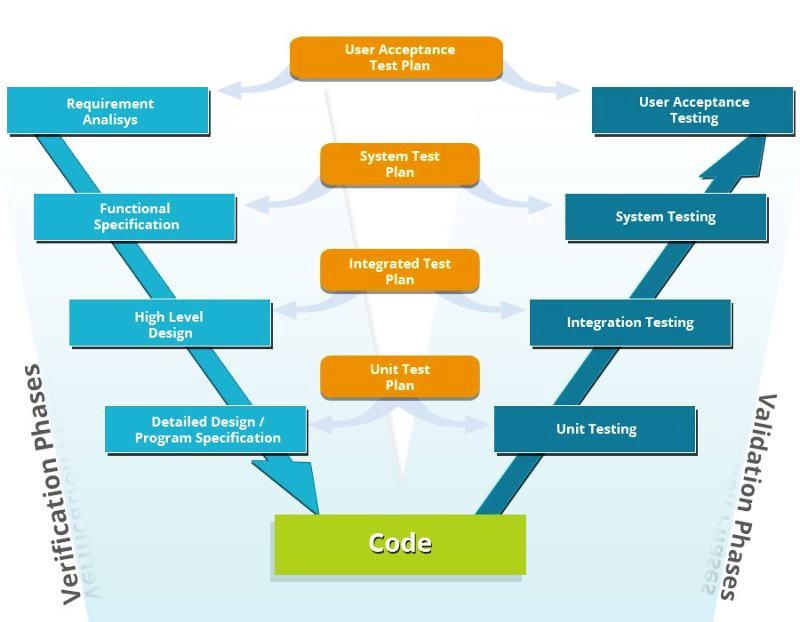 User Acceptance
Test Plan
Requirement
Analisys
User Acceptance
Testing
System Test
Plan
Functional
Specification
System Testing
Integrated Test
Plan
High Level
Design
Integration Testing
Unit Test
Plan
Detailed Design /
Program Specification
Unit Testing
Verification Phases
Validation Phases
Code